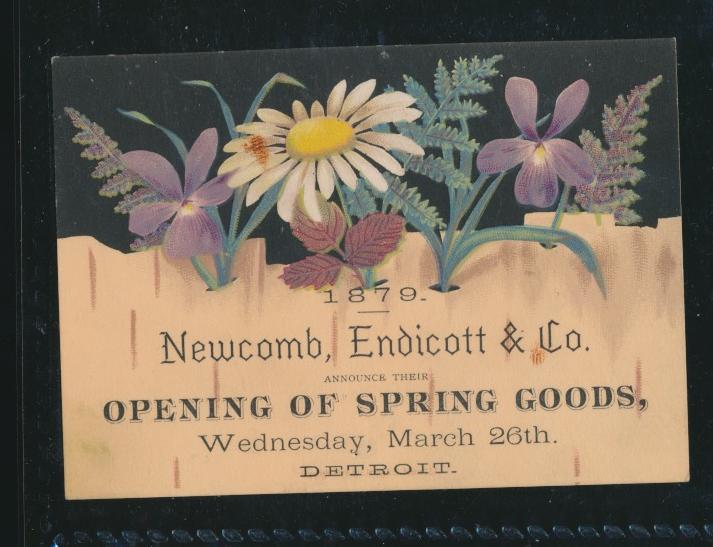 1879.
Newcomb, Endicott & Co.
ANNOUNCE THEIR
OPENING OF SPRING GOODS,
Wednesday, March 26th.
DETROIT.